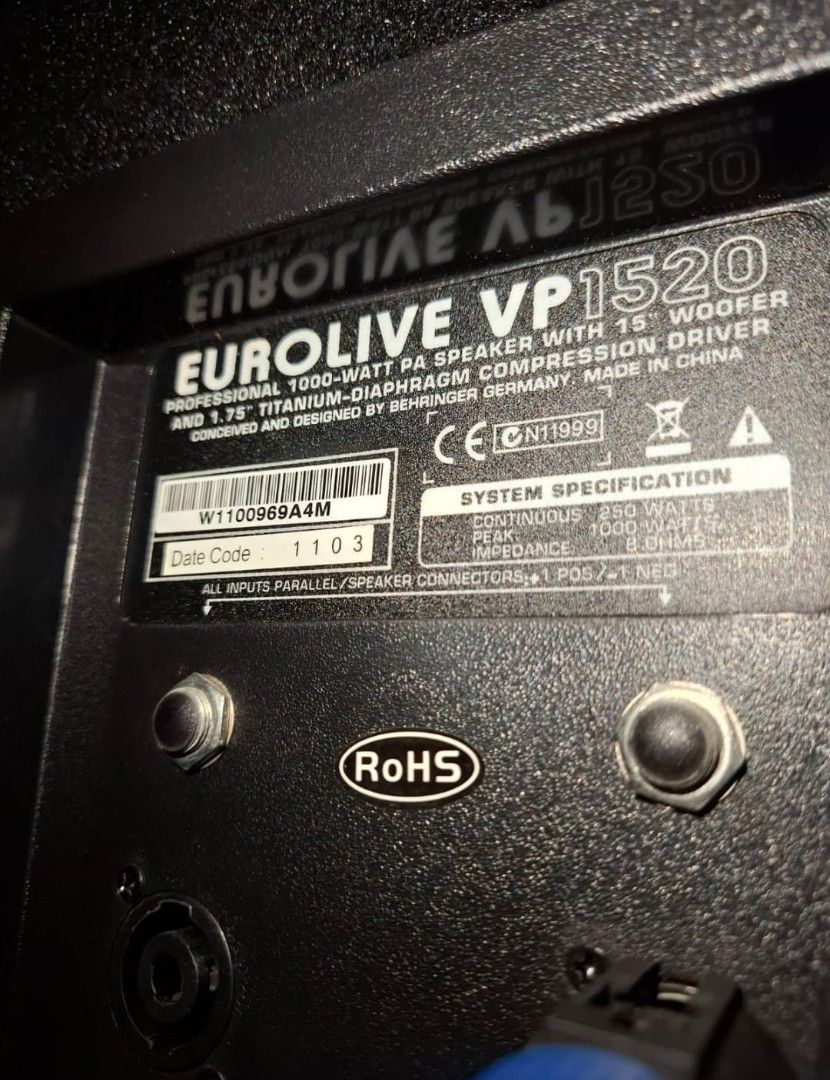 EUROLIVE VP1520
PROFESSIONAL 1000-WATT PA SPEAKER WITH 15" WOOFER
AND 1.75" TITANIUM-DIAPHRAGM COMPRESSION DRIVER
CONCEIVED AND DESIGNED BY BEHRINGER GERMANY. MADE IN CHINA
CE N11999
W1100969A4M
Date Code : 1103
SYSTEM SPECIFICATION
CONTINUOUS 250 WATTS
PEAK 1000 WATTS
IMPEDANCE 8 OHMS
ALL INPUTS PARALLEL/SPEAKER CONNECTORS: +1 POS/-1 NEG
RoHS